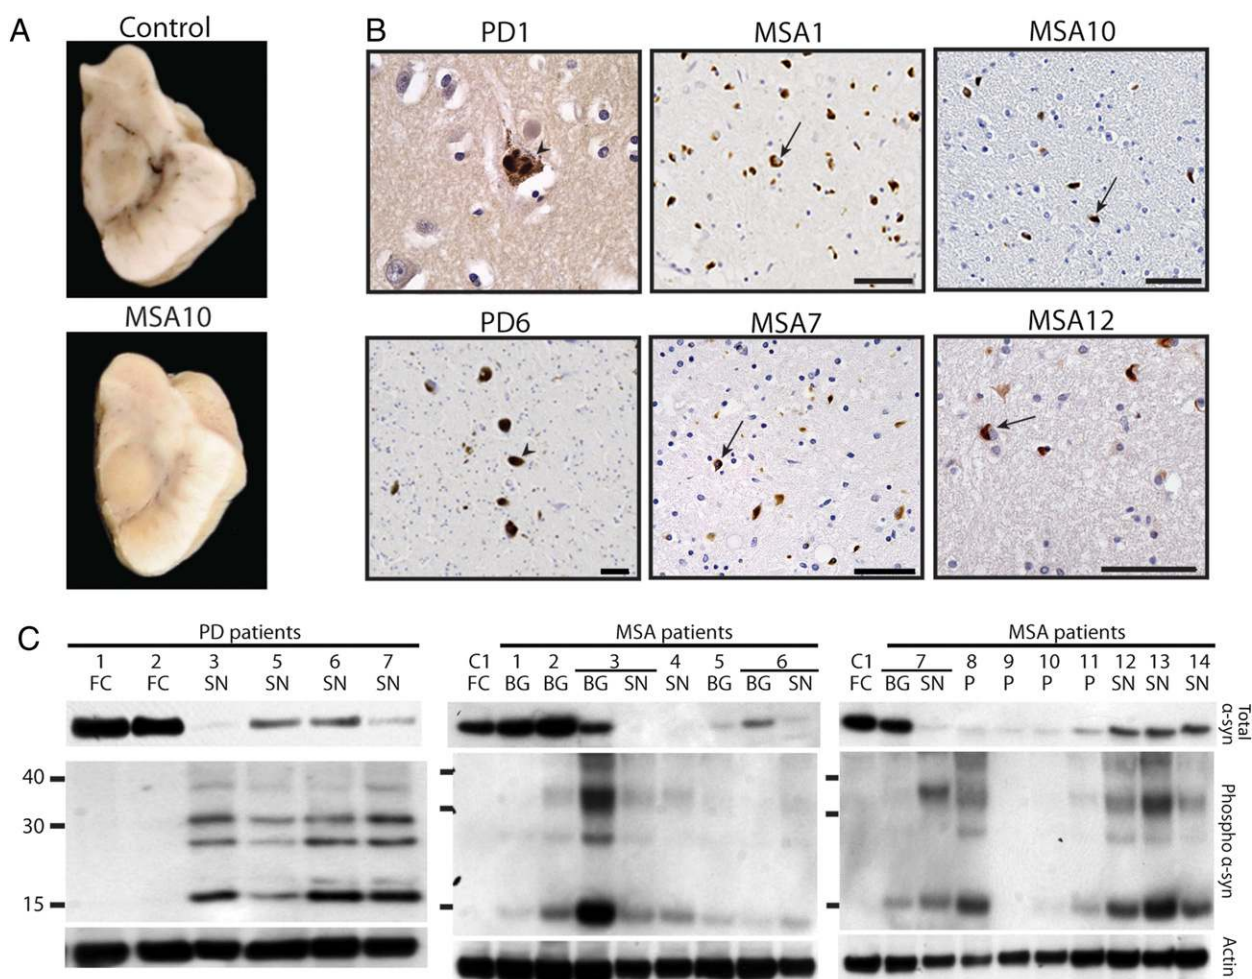 A
Control
MSA10
B
PD1 MSA1 MSA10
PD6 MSA7 MSA12
C
PD patients
1 2 3 5 6 7
FC FC SN SN SN SN
MSA patients
C1 1 2 3 4 5 6
FC BG BG BG SN SN BG BG SN
MSA patients
C1 7 8 9 10 11 12 13 14
FC BG SN P P P P SN SN SN
Total
α-syn
40
30
15
Phospho α-syn
Actin